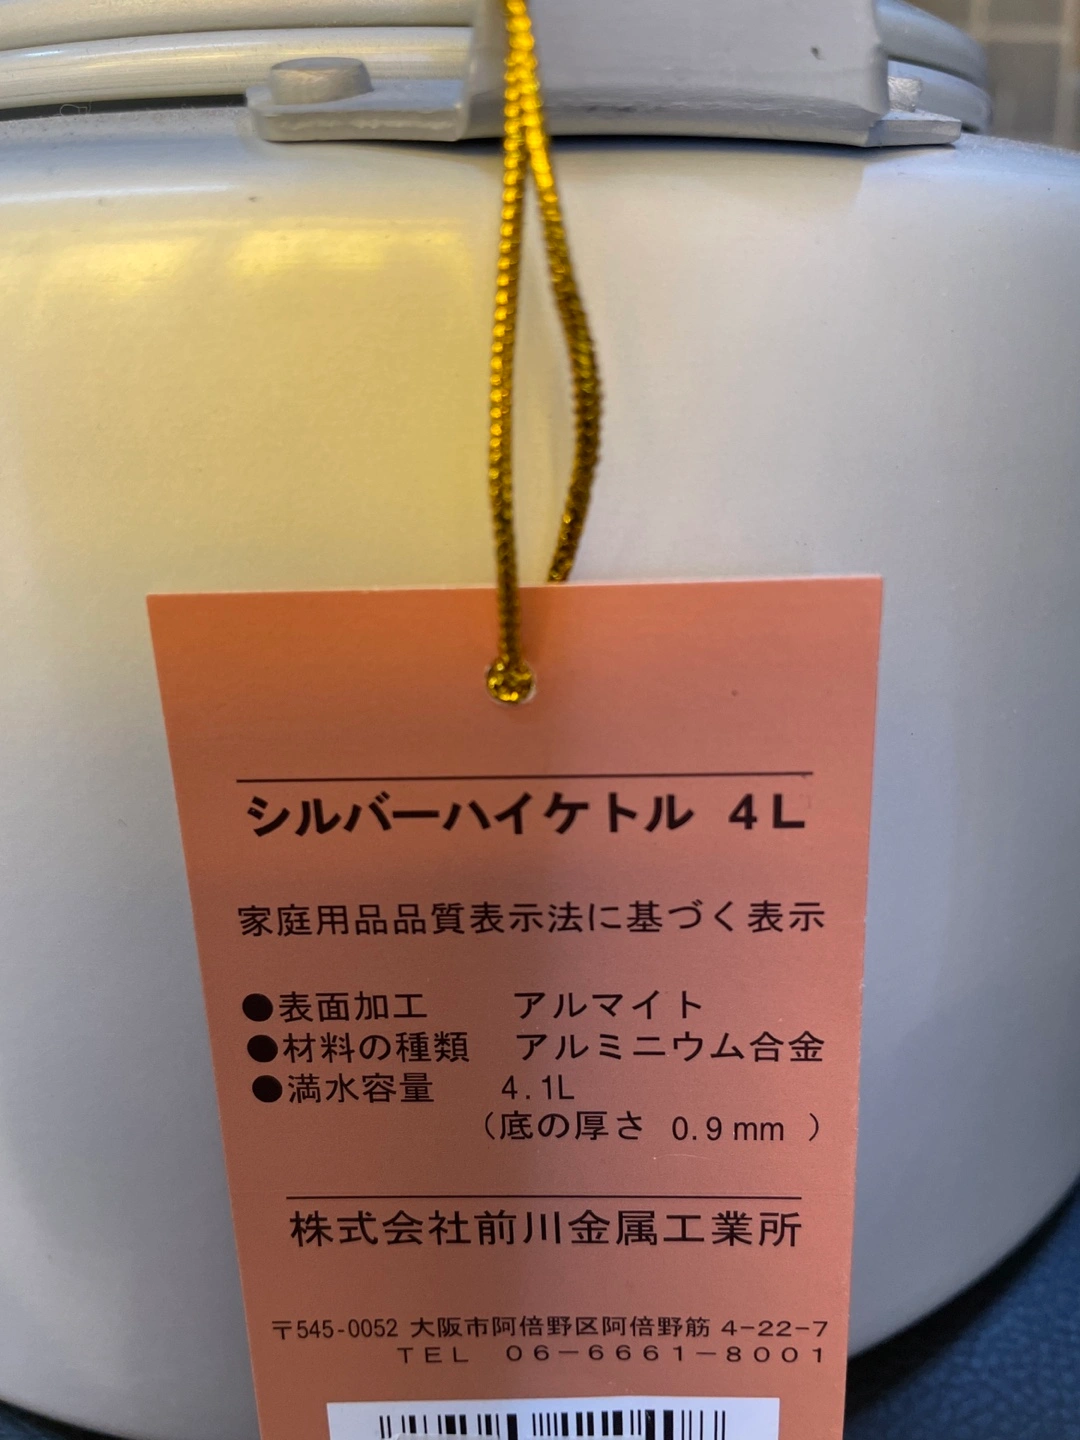 シルバーハイケトル 4L
家庭用品品質表示法に基づく表示
●表面加工 アルマイト
●材料の種類 アルミニウム合金
●満水容量 4.1L
（底の厚さ 0.9mm ）
株式会社前川金属工業所
〒545-0052 大阪市阿倍野区阿倍野筋 4-22-7
TEL 06-6661-8001